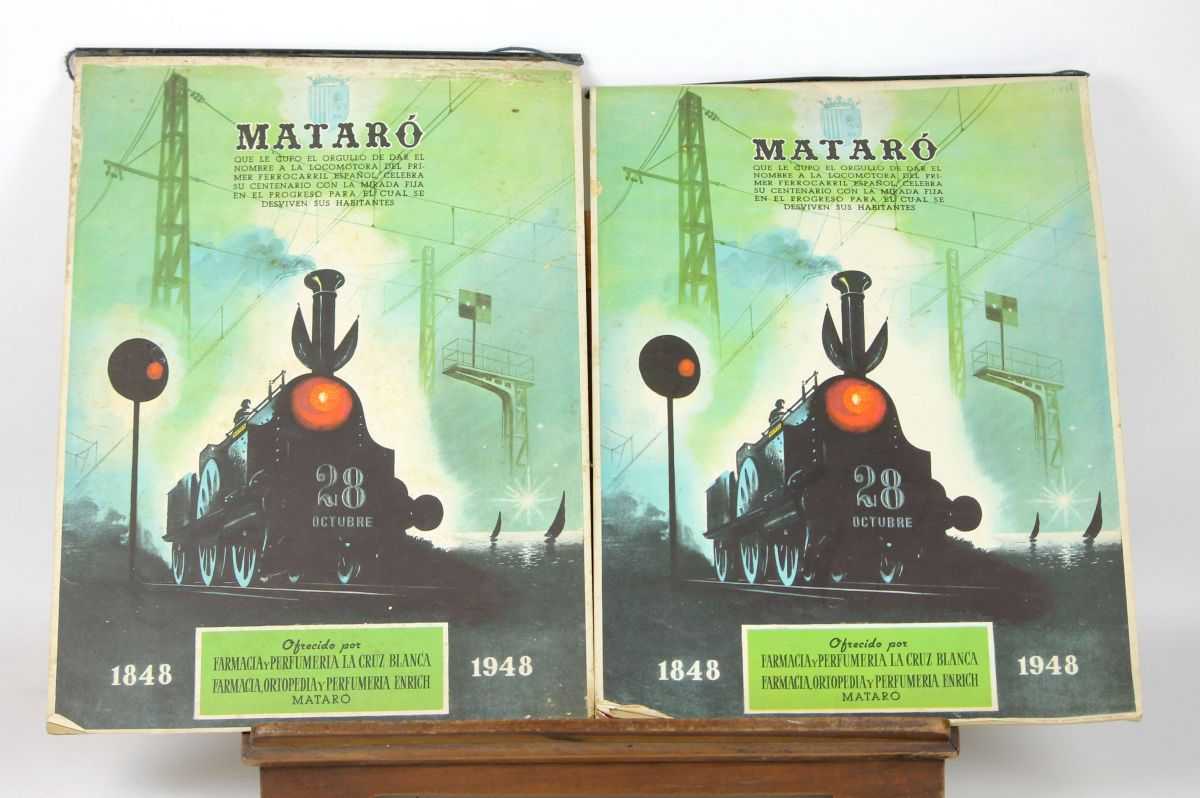 MATARÓ
QUE LE CUPO EL ORGULLO DE DAR EL
NOMBRE A LA LOCOMOTORA DEL PRI-
MER FERROCARRIL ESPAÑOL, CELEBRA
SU CENTENARIO CON LA MIRADA FIJA
EN EL PROGRESO PARA EL CUAL SE
DESVIVEN SUS HABITANTES
28
OCTUBRE
1848
1948
Ofrecido por
FARMACIA Y PERFUMERIA LA CRUZ BLANCA
FARMACIA, ORTOPEDIA Y PERFUMERIA ENRICH
MATARÓ
MATARÓ
QUE LE CUPO EL ORGULLO DE DAR EL
NOMBRE A LA LOCOMOTORA DEL PRI-
MER FERROCARRIL ESPAÑOL, CELEBRA
SU CENTENARIO CON LA MIRADA FIJA
EN EL PROGRESO PARA EL CUAL SE
DESVIVEN SUS HABITANTES
28
OCTUBRE
1848
1948
Ofrecido por
FARMACIA Y PERFUMERIA LA CRUZ BLANCA
FARMACIA, ORTOPEDIA Y PERFUMERIA ENRICH
MATARÓ